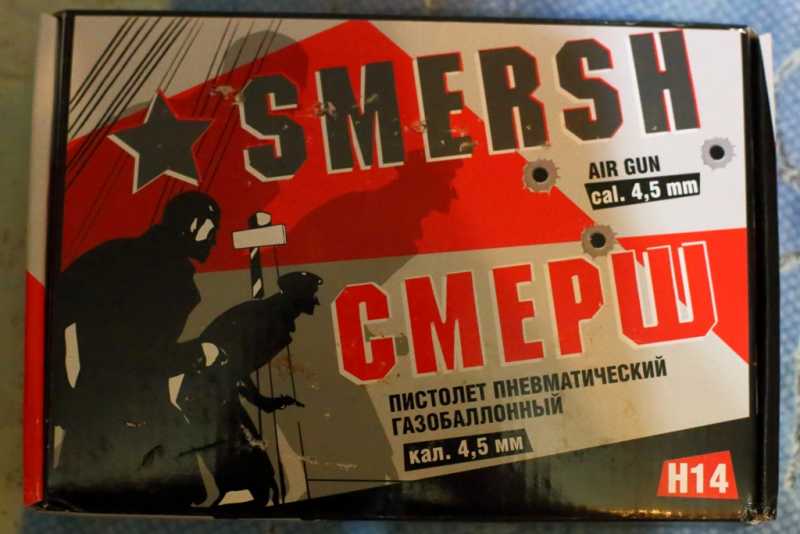 SMERSH
AIR GUN
cal. 4,5 mm
СМЕРШ
ПИСТОЛЕТ ПНЕВМАТИЧЕСКИЙ
ГАЗОБАЛЛОННЫЙ
кал. 4,5 мм
H14